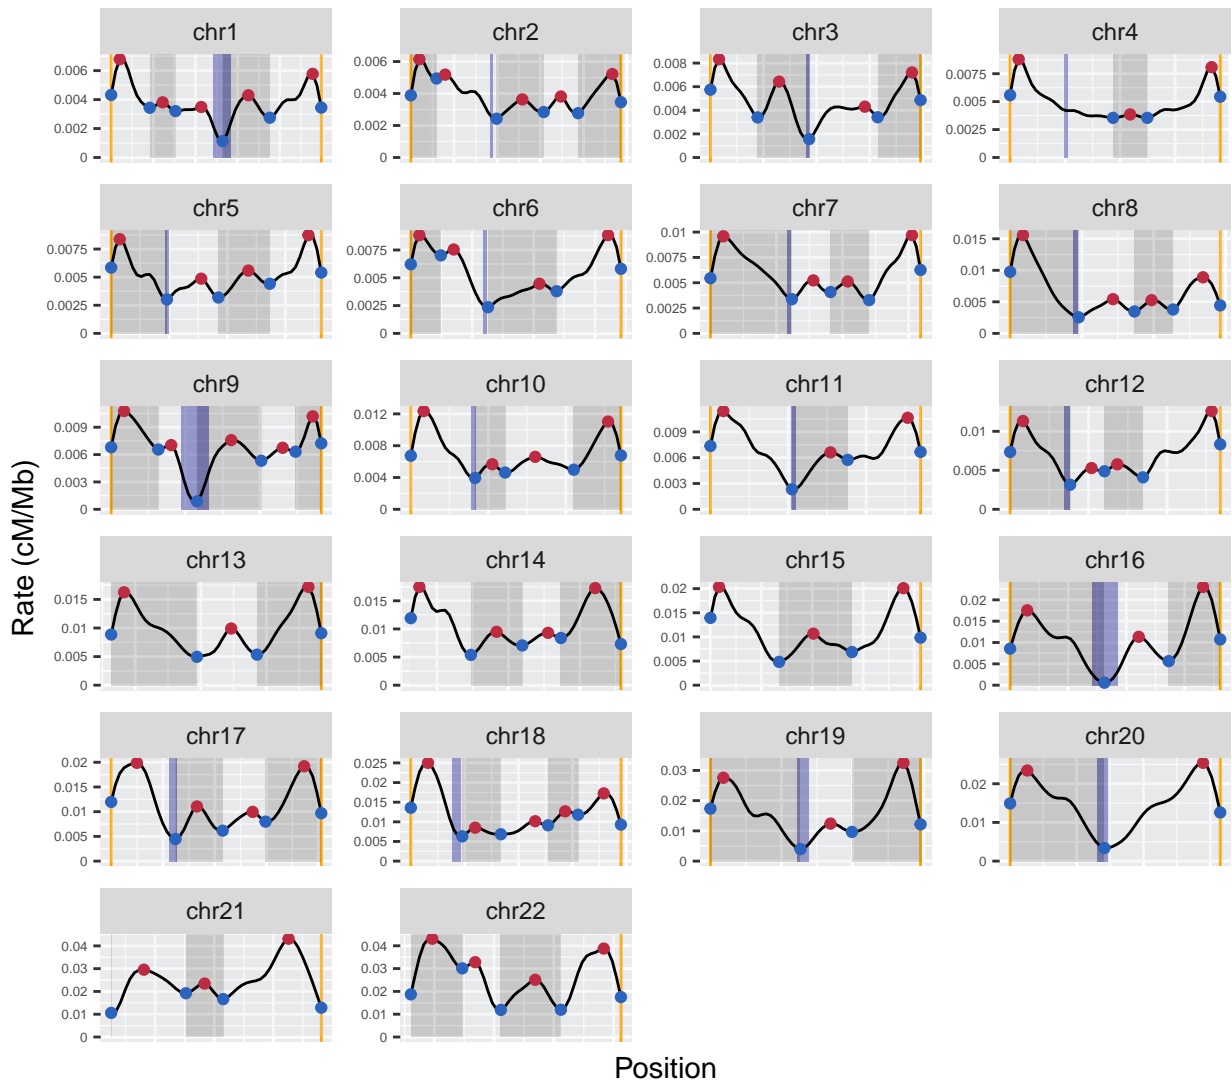 chr1 chr2 chr3 chr4
0.006 0.004 0.002 0
0.006 0.004 0.002 0
0.008 0.006 0.004 0.002 0
0.0075 0.005 0.0025 0
chr5 chr6 chr7 chr8
0.0075 0.005 0.0025 0
0.0075 0.005 0.0025 0
0.01 0.0075 0.005 0.0025 0
0.015 0.01 0.005 0
chr9 chr10 chr11 chr12
0.009 0.006 0.003 0
0.012 0.008 0.004 0
0.009 0.006 0.003 0
0.01 0.005 0
chr13 chr14 chr15 chr16
0.015 0.01 0.005 0
0.015 0.01 0.005 0
0.02 0.015 0.01 0.005 0
0.02 0.015 0.01 0.005 0
chr17 chr18 chr19 chr20
0.02 0.015 0.01 0.005 0
0.025 0.02 0.015 0.01 0.005 0
0.03 0.02 0.01 0
0.02 0.01 0
chr21 chr22
0.04 0.03 0.02 0.01 0
0.04 0.03 0.02 0.01 0
Rate (cM/Mb)
Position